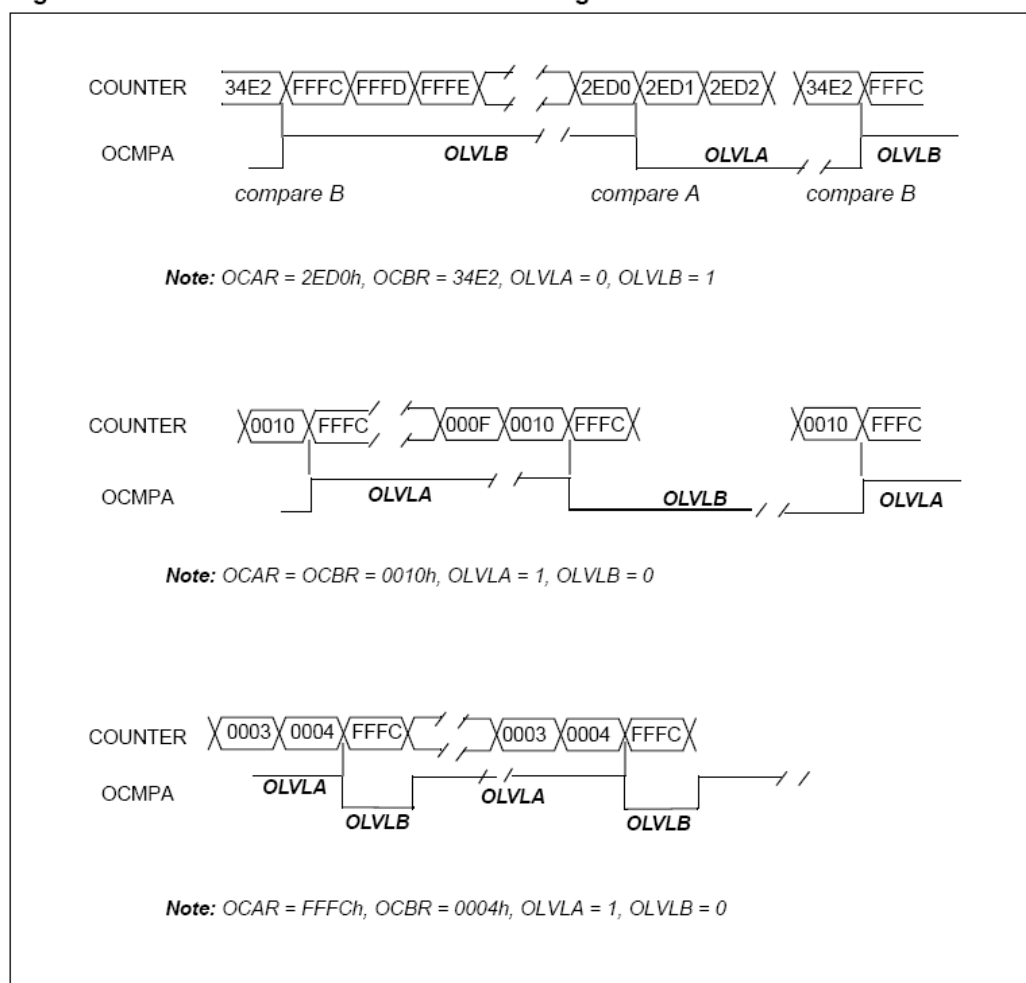 COUNTER 34E2 FFFC FFFD FFFE 2ED0 2ED1 2ED2 34E2 FFFC
OCMPA OLVLB OLVLA OLVLB
compare B compare A compare B
Note: OCAR = 2ED0h, OCBR = 34E2, OLVLA = 0, OLVLB = 1
COUNTER 0010 FFFC 000F 0010 FFFC 0010 FFFC
OCMPA OLVLA OLVLB OLVLA
Note: OCAR = OCBR = 0010h, OLVLA = 1, OLVLB = 0
COUNTER 0003 0004 FFFC 0003 0004 FFFC
OCMPA OLVLA OLVLA
OLVLB OLVLB
Note: OCAR = FFFCh, OCBR = 0004h, OLVLA = 1, OLVLB = 0